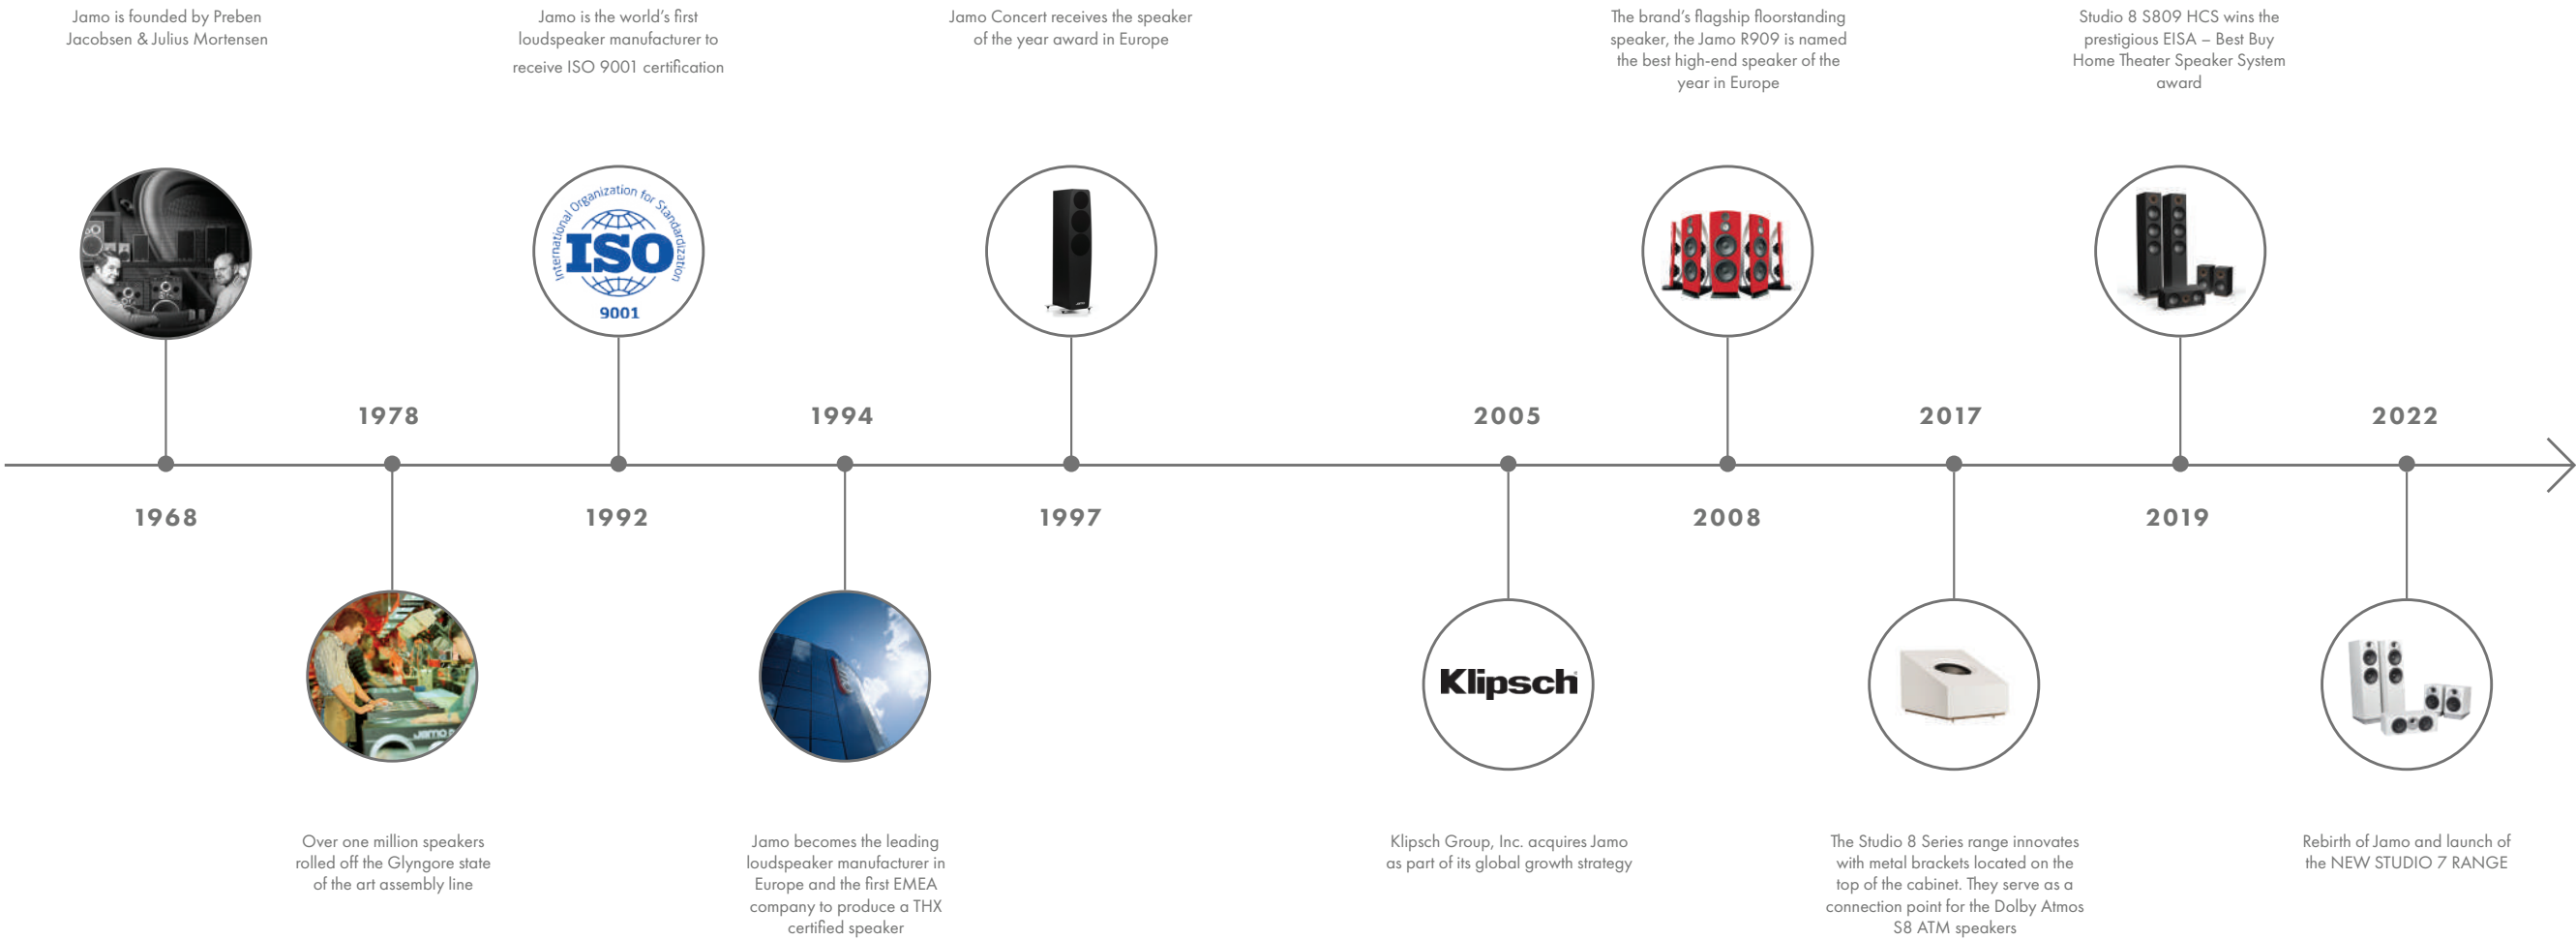 Jamo is founded by Preben
Jacobsen & Julius Mortensen
1968
1978
Over one million speakers
rolled off the Glyngore state
of the art assembly line
Jamo is the world's first
loudspeaker manufacturer to
receive ISO 9001 certification
International Organization for Standardization
ISO
9001
1992
1994
Jamo becomes the leading
loudspeaker manufacturer in
Europe and the first EMEA
company to produce a THX
certified speaker
Jamo Concert receives the speaker
of the year award in Europe
1997
2005
Klipsch
Klipsch Group, Inc. acquires Jamo
as part of its global growth strategy
The brand's flagship floorstanding
speaker, the Jamo R909 is named
the best high-end speaker of the
year in Europe
2008
2017
The Studio 8 Series range innovates
with metal brackets located on the
top of the cabinet. They serve as a
connection point for the Dolby Atmos
S8 ATM speakers
Studio 8 S809 HCS wins the
prestigious EISA – Best Buy
Home Theater Speaker System
award
2019
2022
Rebirth of Jamo and launch of
the NEW STUDIO 7 RANGE